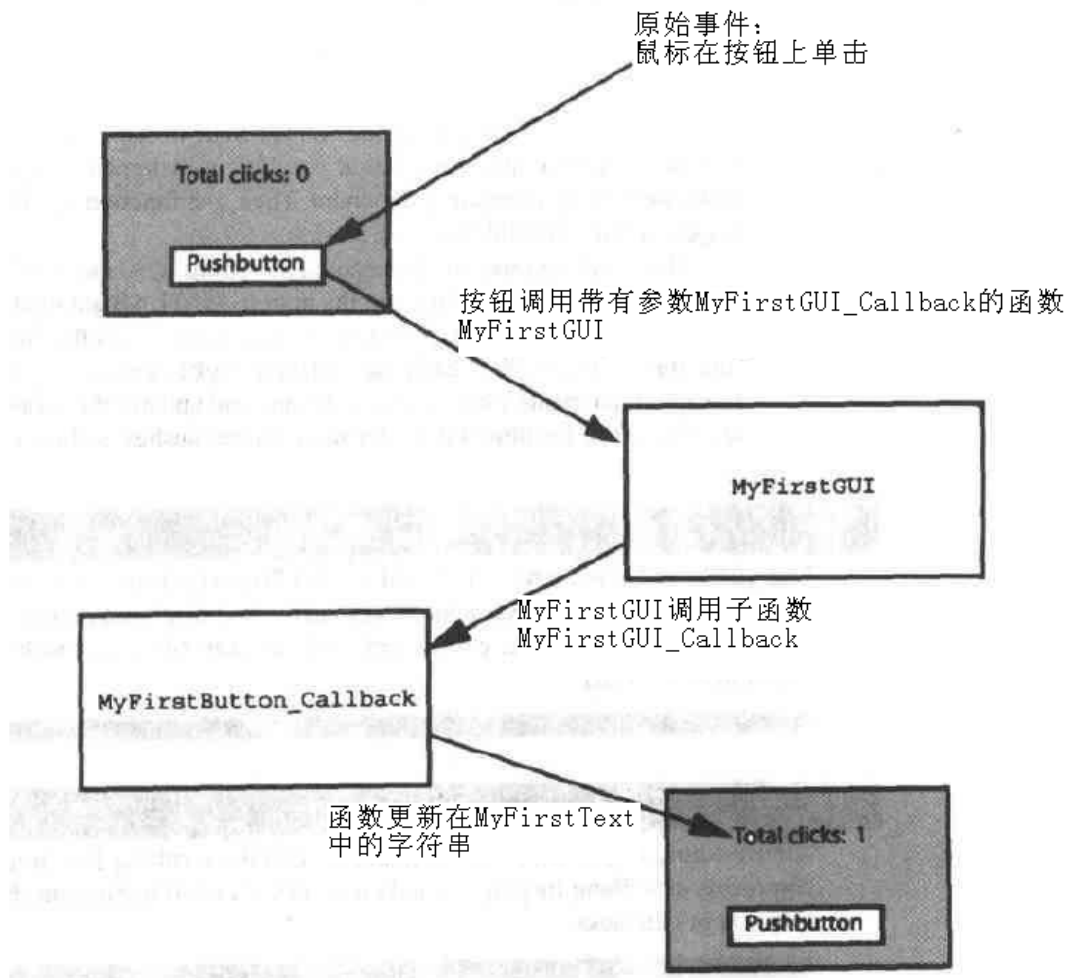 原始事件:
鼠标在按钮上单击
Total clicks: 0
Pushbutton
按钮调用带有参数MyFirstGUI_Callback的函数
MyFirstGUI
MyFirstGUI
MyFirstGUI调用子函数
MyFirstGUI_Callback
MyFirstButton_Callback
函数更新在MyFirstText
中的字符串
Total clicks: 1
Pushbutton